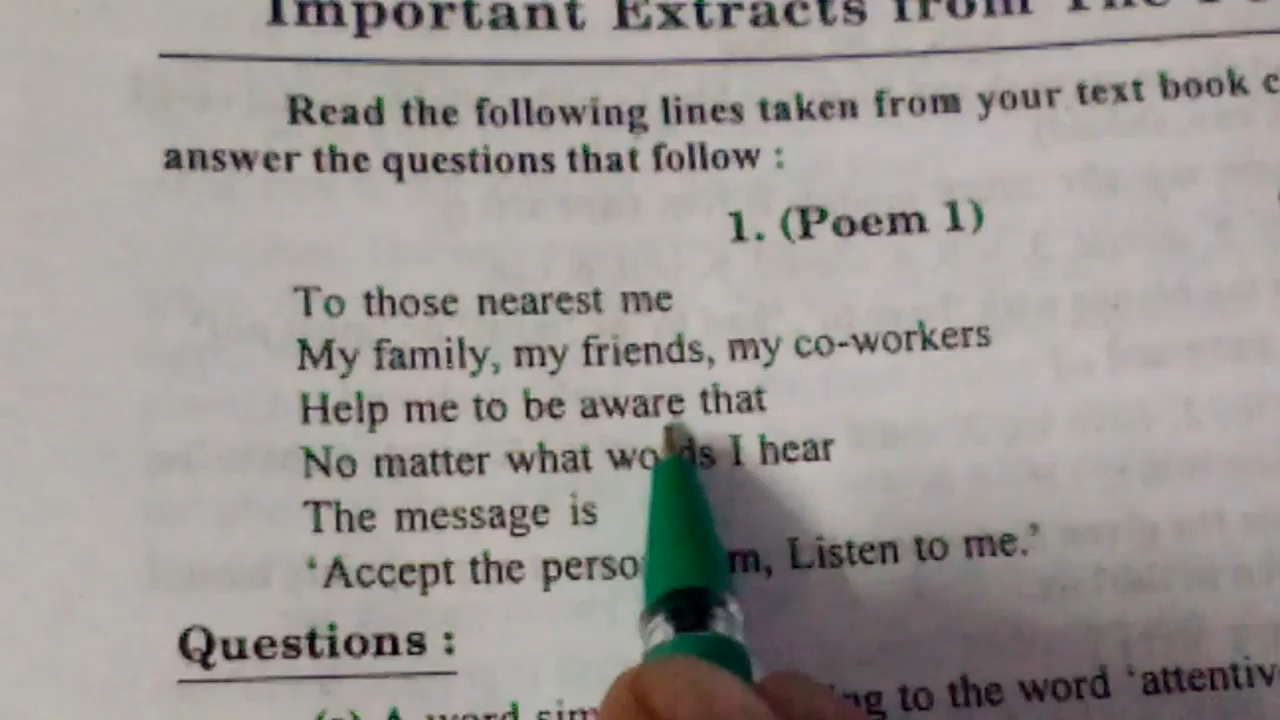 Important Extracts from The
Read the following lines taken from your text book
answer the questions that follow :
1. (Poem 1)
To those nearest me
My family, my friends, my co-workers
Help me to be aware that
No matter what words I hear
The message is
'Accept the m, Listen to me.'
Questions :
A word to the word 'attentiv